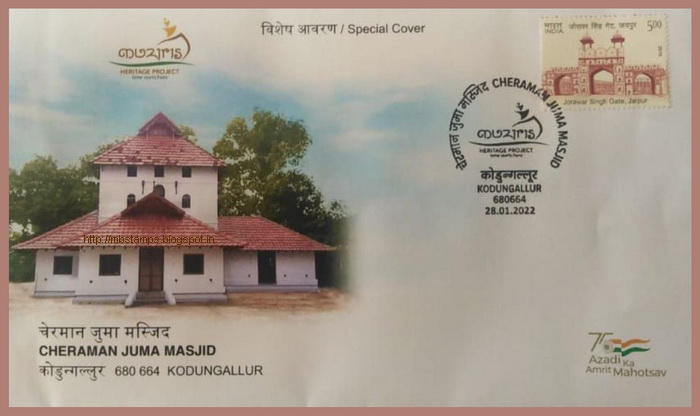 विशेष आवरण / Special Cover
HERITAGE PROJECT
भारत INDIA
जोरावर सिंह गेट, जयपुर
5.00
Jorawar Singh Gate, Jaipur
चेरमान जुमा मस्जिद CHERAMAN JUMA MASJID
HERITAGE PROJECT
कोडुन्गल्लूर
KODUNGALLUR
680664
28.01.2022
http://mbstamps.blogspot.in
चेरमान जुमा मस्जिद
CHERAMAN JUMA MASJID
कोडुन्गल्लुर 680 664 KODUNGALLUR
75
Azadi Ka
Amrit Mahotsav